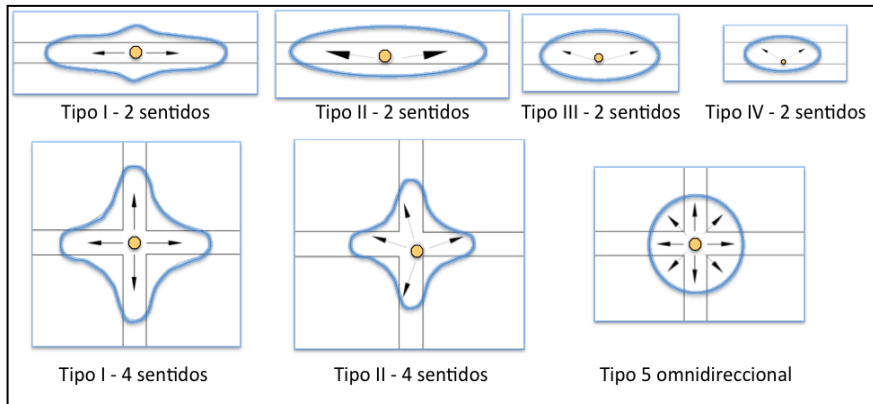 Tipo I - 2 sentidos
Tipo II - 2 sentidos
Tipo III - 2 sentidos
Tipo IV - 2 sentidos
Tipo I - 4 sentidos
Tipo II - 4 sentidos
Tipo 5 omnidireccional